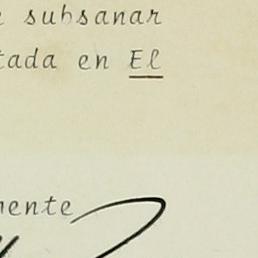 subsanar
tada en El
mente